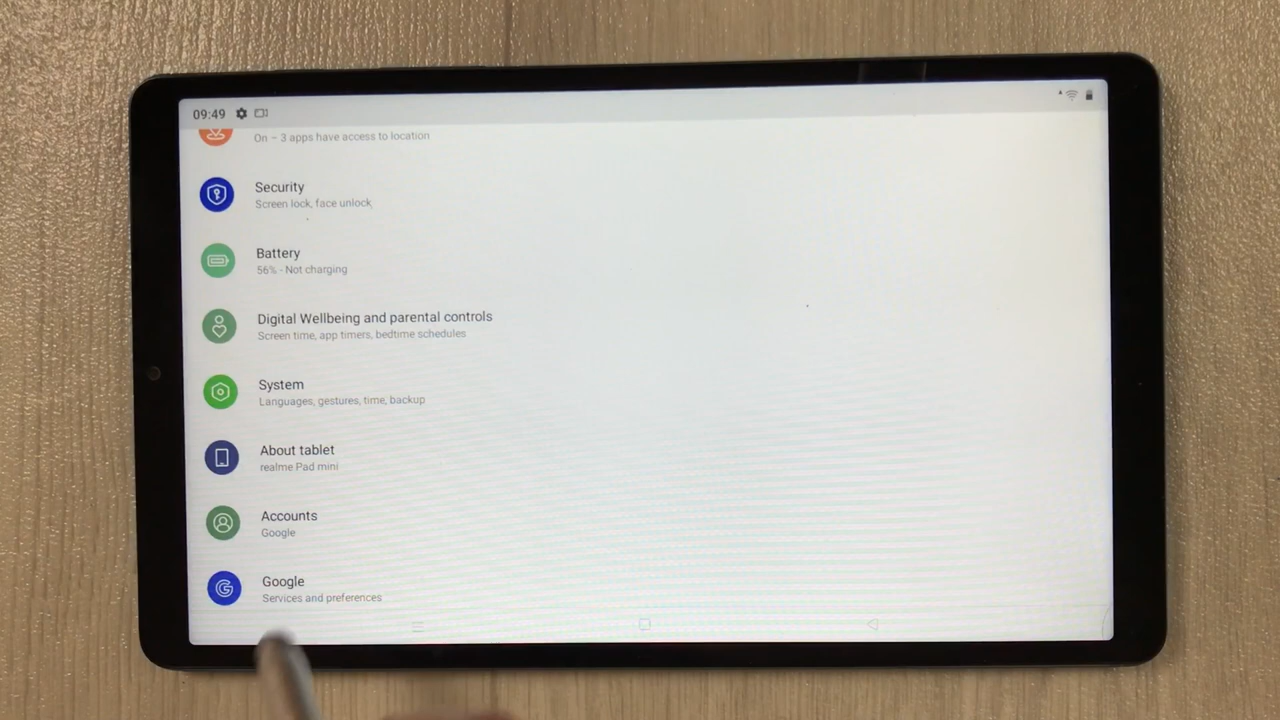 09:49
On – 3 apps have access to location
Security
Screen lock, face unlock
Battery
56% - Not charging
Digital Wellbeing and parental controls
Screen time, app timers, bedtime schedules
System
Languages, gestures, time, backup
About tablet
realme Pad mini
Accounts
Google
Google
Services and preferences